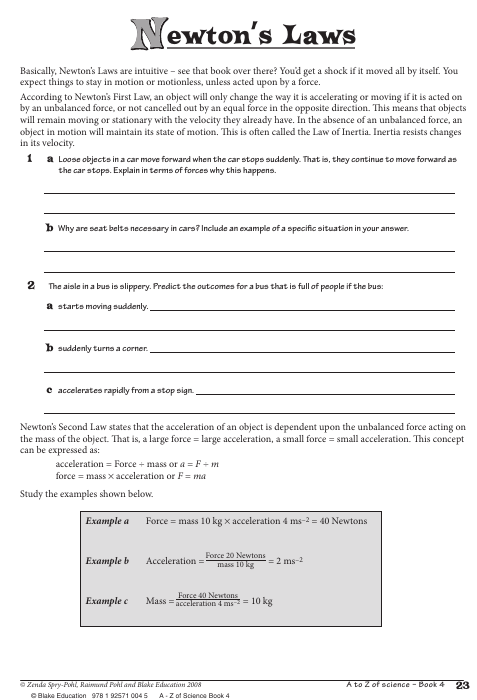 Newton's Laws
Basically, Newton's Laws are intuitive – see that book over there? You'd get a shock if it moved all by itself. You
expect things to stay in motion or motionless, unless acted upon by a force.
According to Newton's First Law, an object will only change the way it is accelerating or moving if it is acted on
by an unbalanced force, or not cancelled out by an equal force in the opposite direction. This means that objects
will remain moving or stationary with the velocity they already have. In the absence of an unbalanced force, an
object in motion will maintain its state of motion. This is often called the Law of Inertia. Inertia resists changes
in its velocity.
1 a Loose objects in a car move forward when the car stops suddenly. That is, they continue to move forward as
the car stops. Explain in terms of forces why this happens.
b Why are seat belts necessary in cars? Include an example of a specific situation in your answer.
2 The aisle in a bus is slippery. Predict the outcomes for a bus that is full of people if the bus:
a starts moving suddenly.
b suddenly turns a corner.
c accelerates rapidly from a stop sign.
Newton's Second Law states that the acceleration of an object is dependent upon the unbalanced force acting on
the mass of the object. That is, a large force = large acceleration, a small force = small acceleration. This concept
can be expressed as:
acceleration = Force ÷ mass or a = F ÷ m
force = mass × acceleration or F = ma
Study the examples shown below.
Example a Force = mass 10 kg × acceleration 4 ms⁻² = 40 Newtons
Example b Acceleration = Force 20 Newtons / mass 10 kg = 2 ms⁻²
Example c Mass = Force 40 Newtons / acceleration 4 ms⁻² = 10 kg
© Zenda Spry-Pohl, Raimund Pohl and Blake Education 2008 A to Z of science – Book 4 23
© Blake Education 978 1 92571 004 5 A - Z of Science Book 4